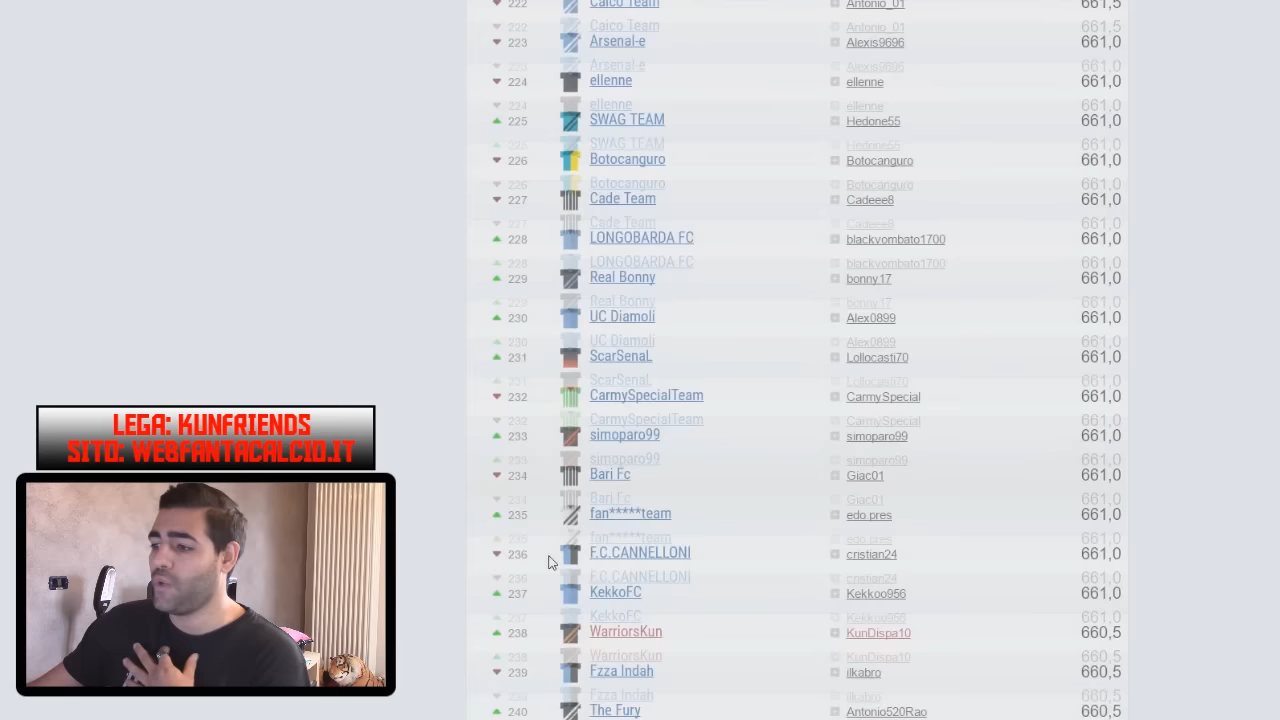 222 Caico Team Antonio_01 661,5
223 Arsenal-e Alexis9696 661,0
224 ellenne ellenne 661,0
225 SWAG TEAM Hedone55 661,0
226 Botocanguro Botocanguro 661,0
227 Cade Team Cadeee8 661,0
228 LONGOBARDA FC blackvombato1700 661,0
229 Real Bonny bonny17 661,0
230 UC Diamoli Alex0899 661,0
231 ScarSenaL Lollocasti70 661,0
232 CarmySpecialTeam CarmySpecial 661,0
233 simoparo99 simoparo99 661,0
234 Bari Fc Giac01 661,0
235 fan*****team edo.pres 661,0
236 F.C.CANNELLONI cristian24 661,0
237 KekkoFC Kekkoo956 661,0
238 WarriorsKun KunDispa10 660,5
239 Fzza Indah ilkabro 660,5
240 The Fury Antonio520Rao 660,5
LEGA: KUNFRIENDS
SITO: WEBFANTACALCIO.IT